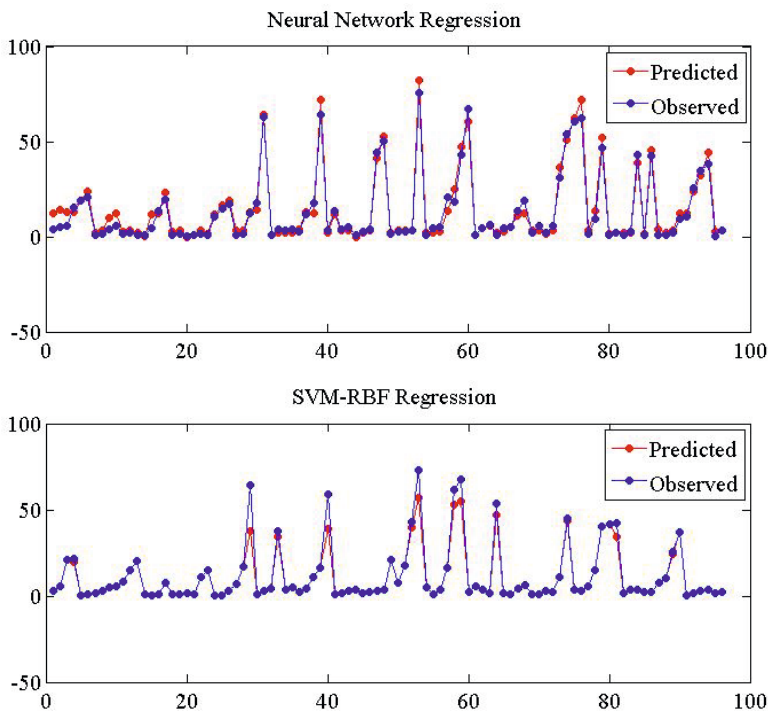 Neural Network Regression
100
50
0
-50
Predicted
Observed
0 20 40 60 80 100
SVM-RBF Regression
100
50
0
-50
Predicted
Observed
0 20 40 60 80 100